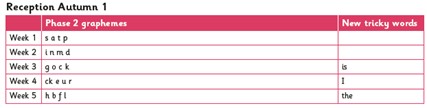 Reception Autumn 1
Phase 2 graphemes New tricky words
Week 1 s a t p
Week 2 i n m d
Week 3 g o c k is
Week 4 ck e u r I
Week 5 h b f l the